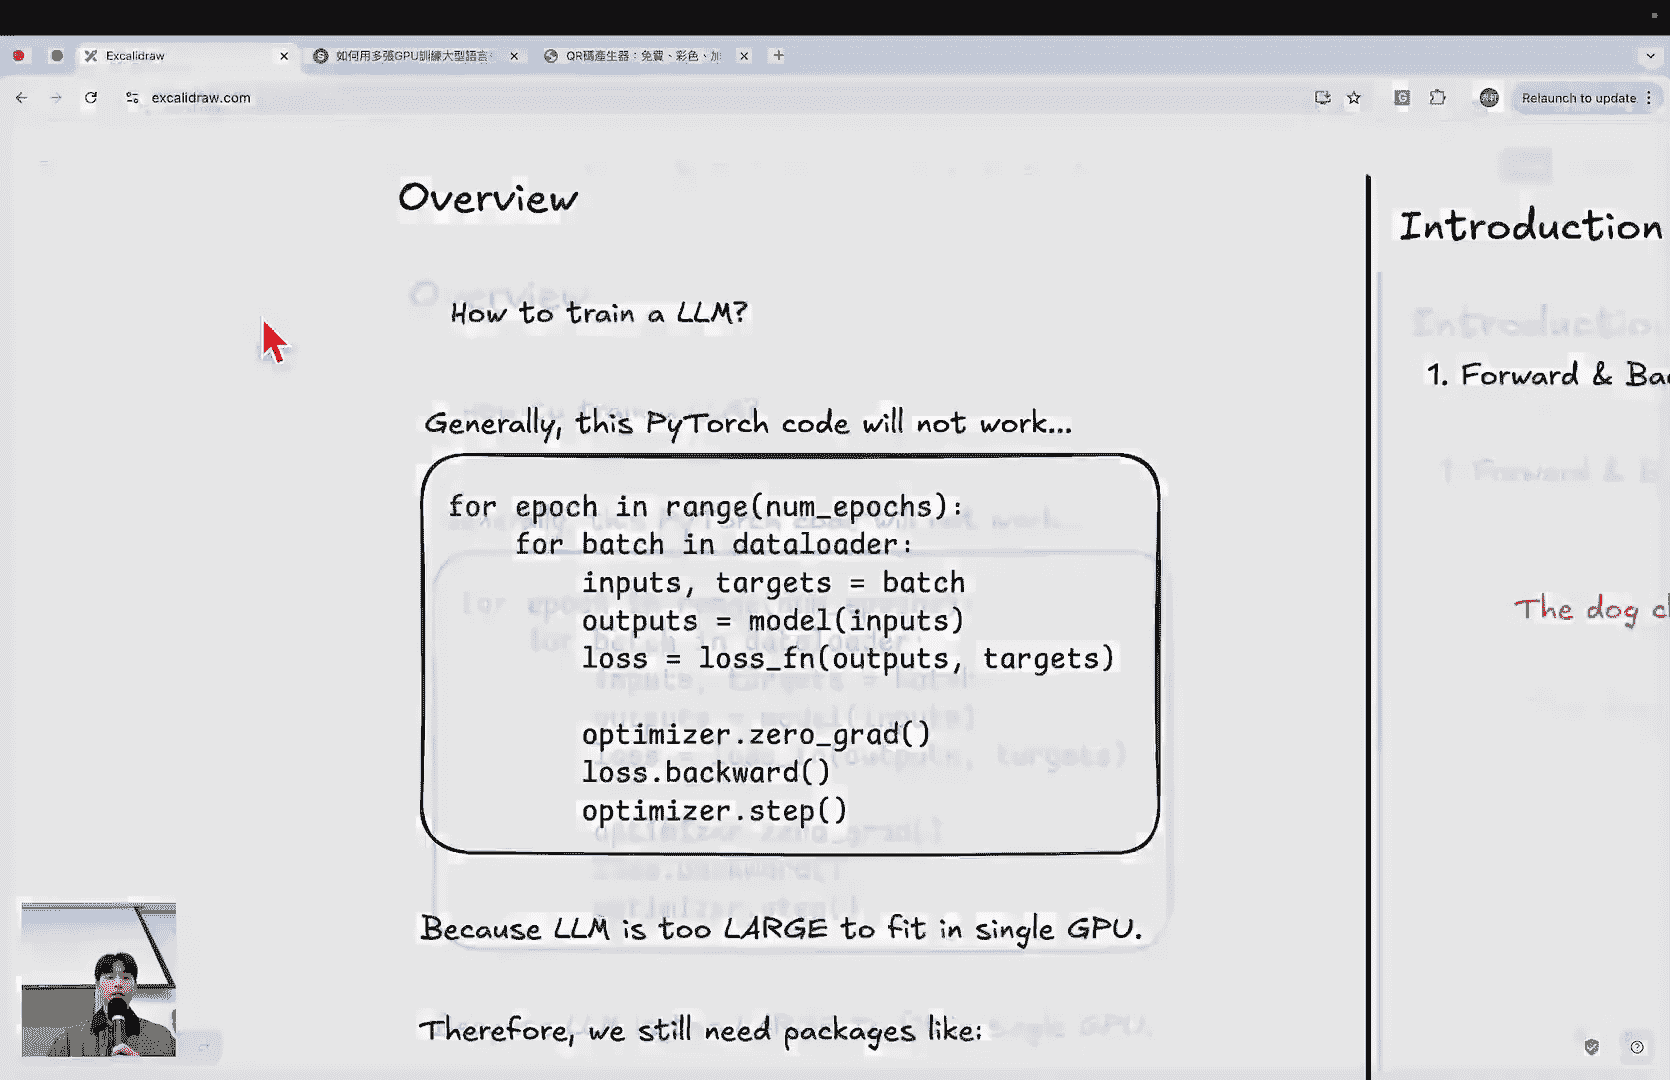 Excalidraw
如何用多張GPU訓練大型語言
QR碼產生器：免費、彩色、加
excalidraw.com
Relaunch to update
Overview
How to train a LLM?
Generally, this PyTorch code will not work...
for epoch in range(num_epochs):
for batch in dataloader:
inputs, targets = batch
outputs = model(inputs)
loss = loss_fn(outputs, targets)
optimizer.zero_grad()
loss.backward()
optimizer.step()
Because LLM is too LARGE to fit in single GPU.
Therefore, we still need packages like:
Introduction
1. Forward & Ba
The dog c